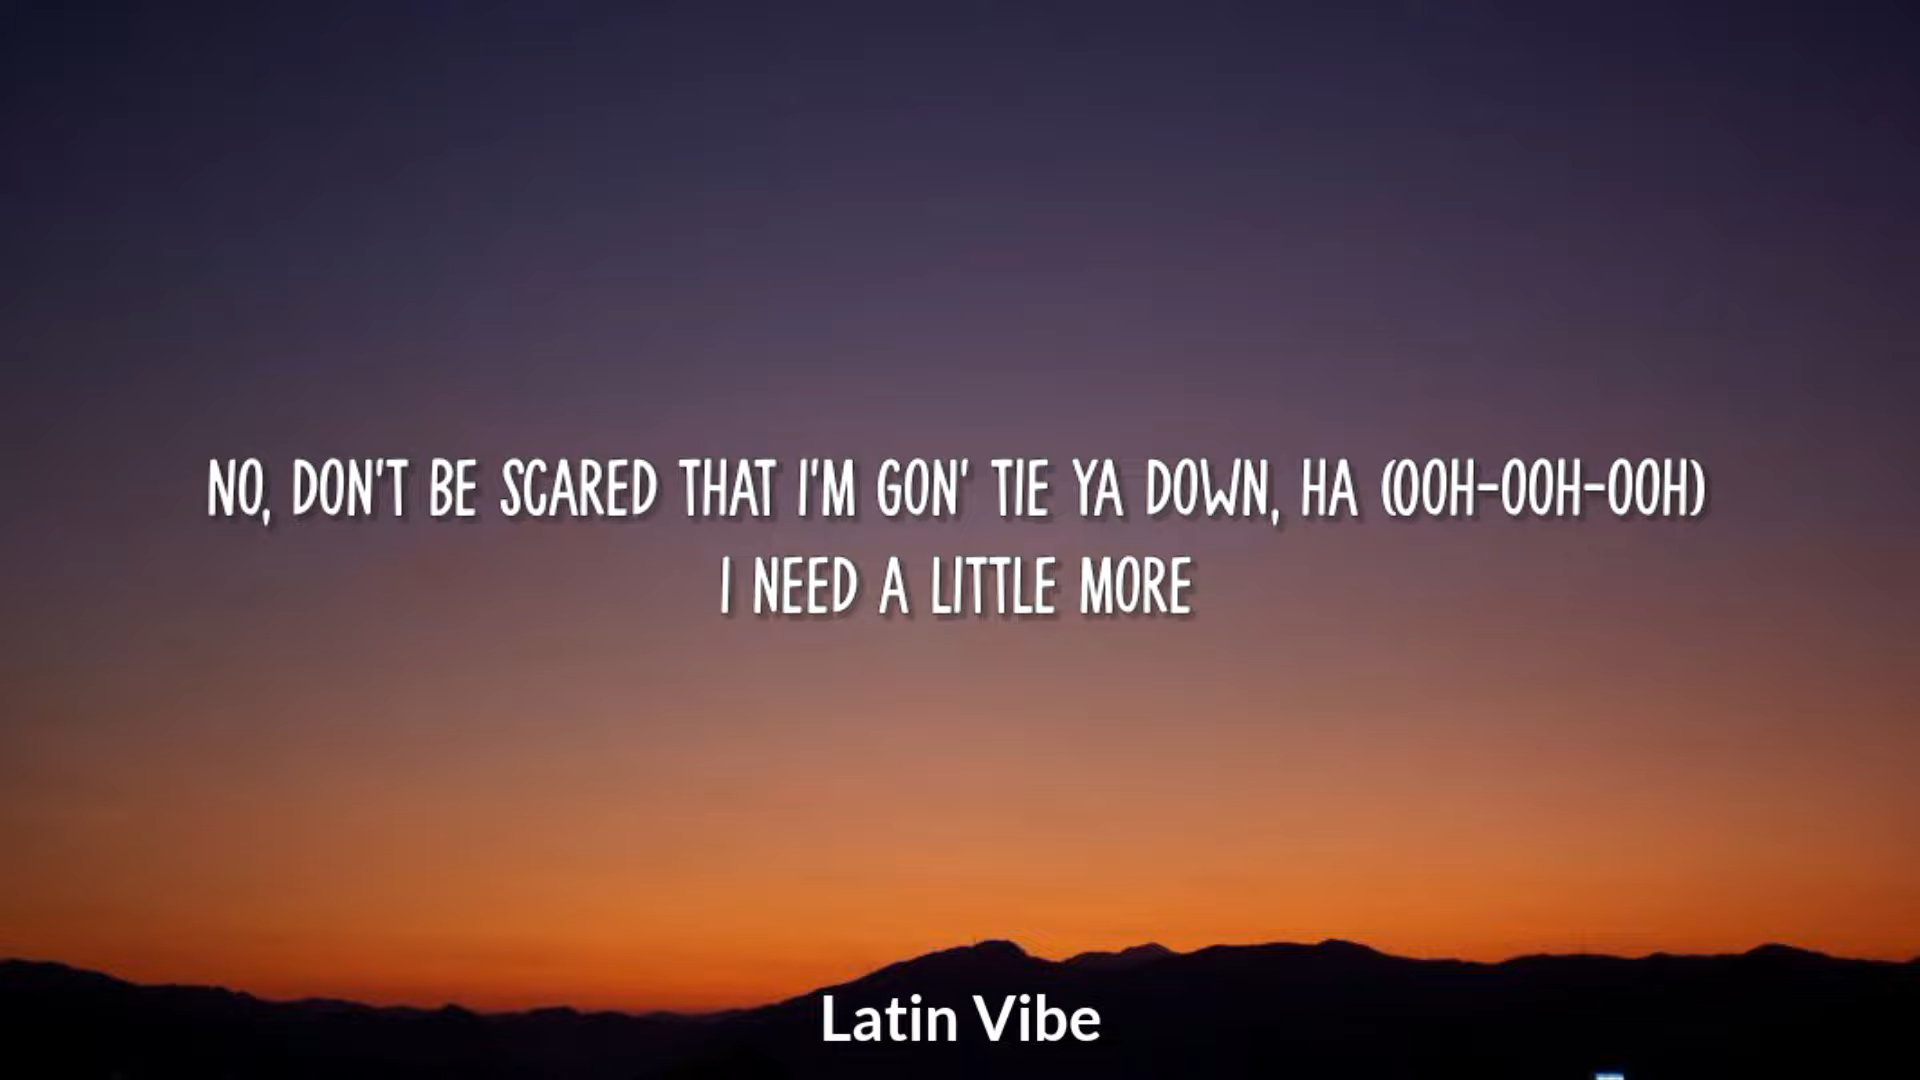 NO, DON'T BE SCARED THAT I'M GON' TIE YA DOWN, HA (OOH-OOH-OOH)
I NEED A LITTLE MORE
Latin Vibe